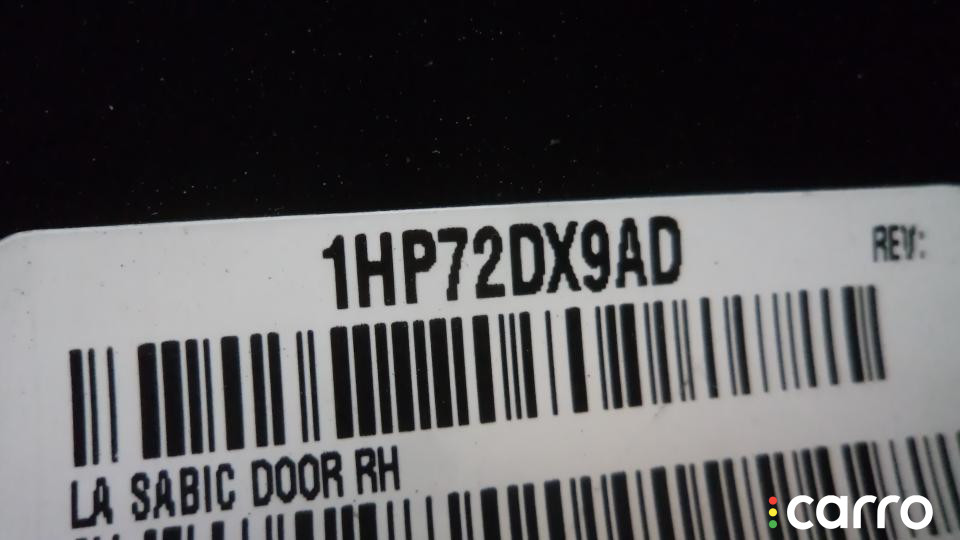 1HP72DX9AD
REV:
LA SABIC DOOR RH
carro